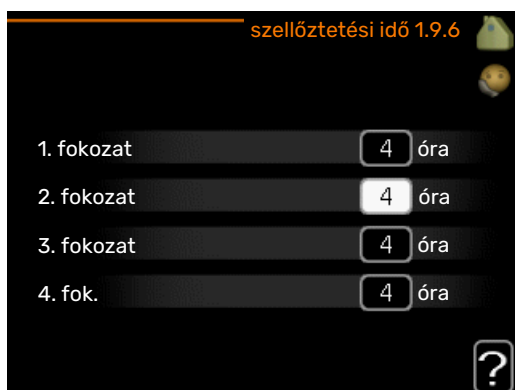 szellőztetési idő 1.9.6
1. fokozat 4 óra
2. fokozat 4 óra
3. fokozat 4 óra
4. fok. 4 óra
?